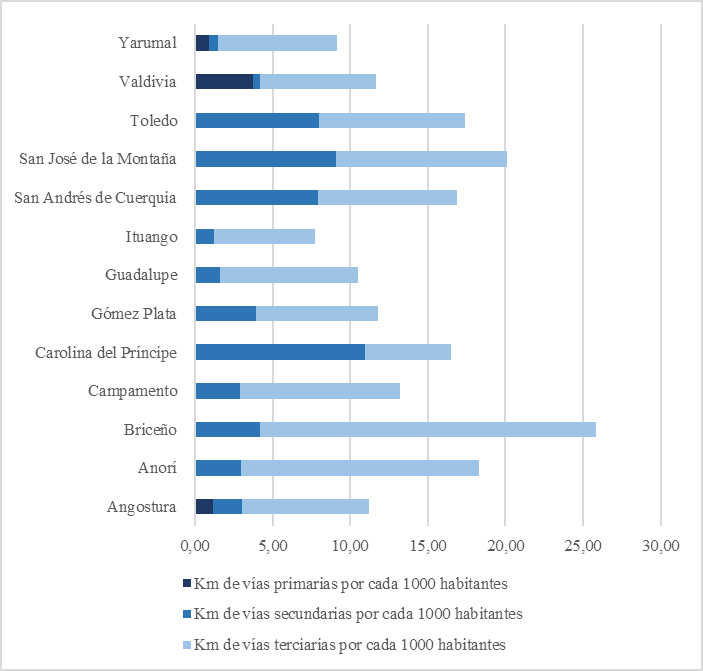 Yarumal
Valdivia
Toledo
San José de la Montaña
San Andrés de Cuerquia
Ituango
Guadalupe
Gómez Plata
Carolina del Príncipe
Campamento
Briceño
Anorí
Angostura
0,00 5,00 10,00 15,00 20,00 25,00 30,00
Km de vías primarias por cada 1000 habitantes
Km de vías secundarias por cada 1000 habitantes
Km de vías terciarias por cada 1000 habitantes